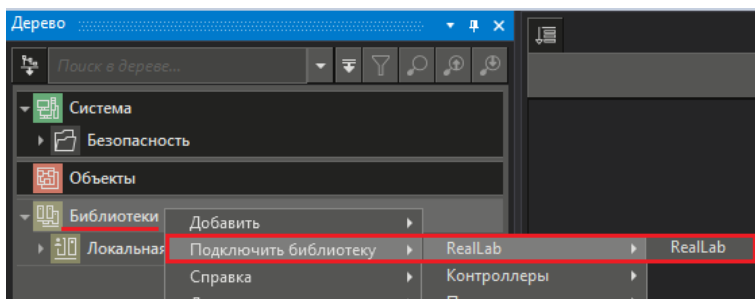 Дерево
Поиск в дереве...
Система
Безопасность
Объекты
Библиотеки
Добавить
Локальная
Подключить библиотеку
RealLab
RealLab
Справка
Контроллеры